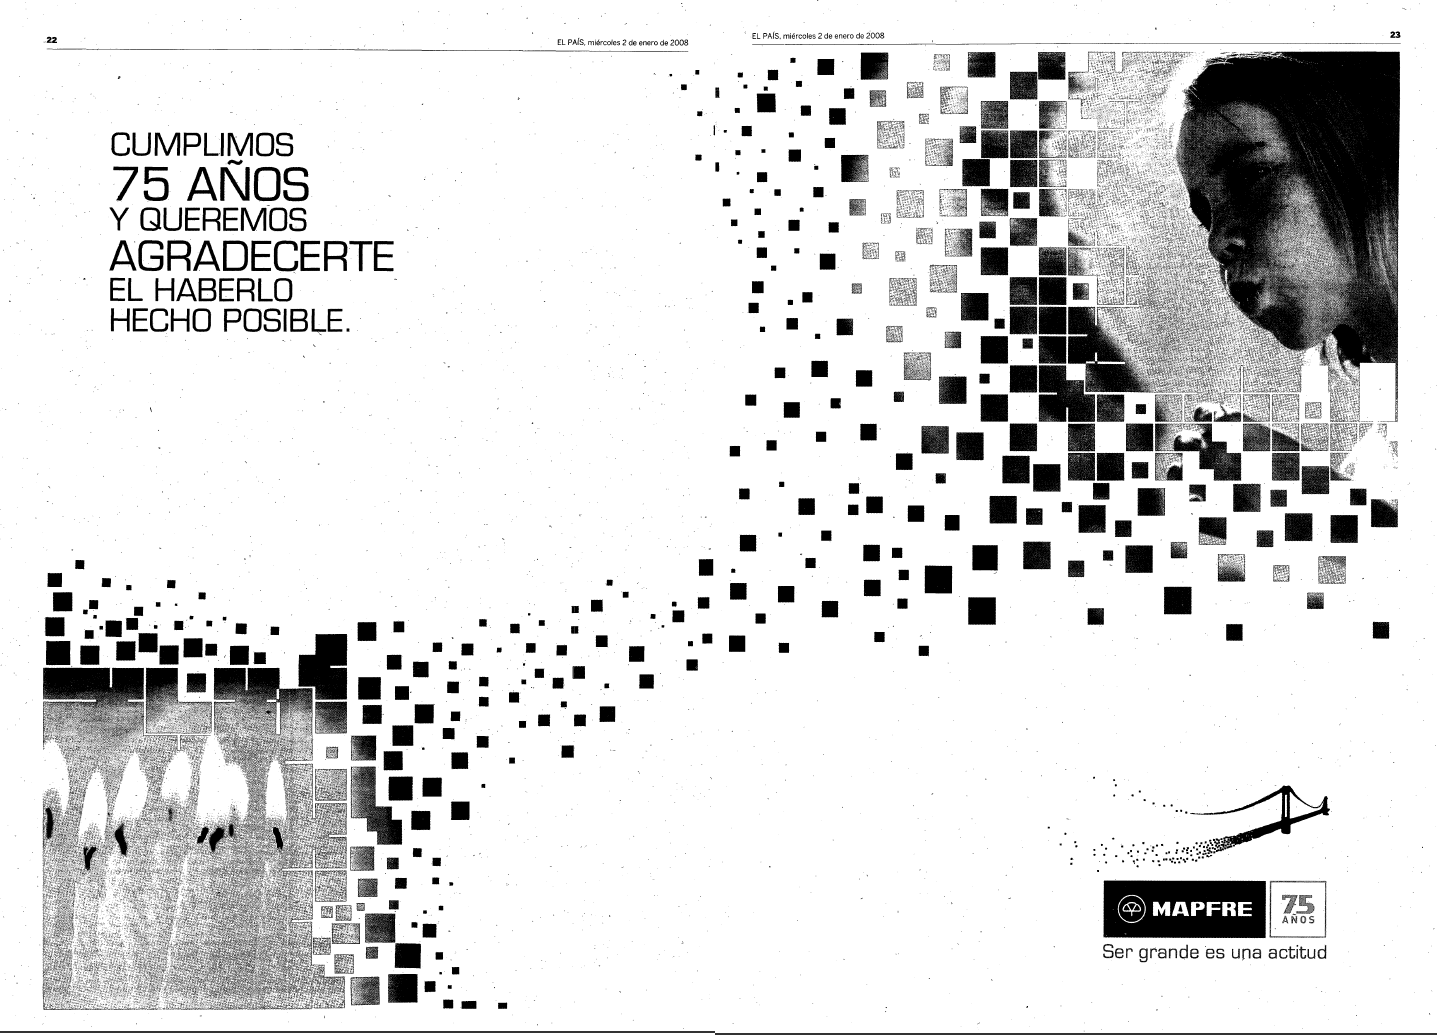 22
EL PAÍS, miércoles 2 de enero de 2008
EL PAÍS, miércoles 2 de enero de 2008
23
CUMPLIMOS
75 AÑOS
Y QUEREMOS
AGRADECERTE
EL HABERLO
HECHO POSIBLE.
MAPFRE
75
AÑOS
Ser grande es una actitud